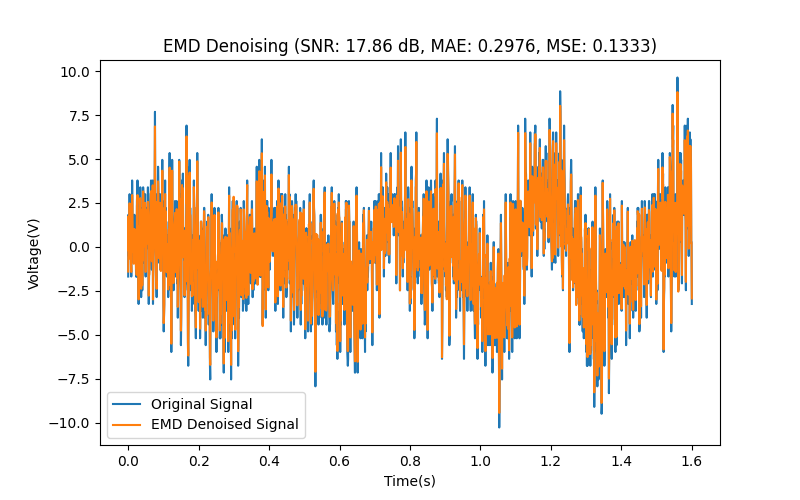 EMD Denoising (SNR: 17.86 dB, MAE: 0.2976, MSE: 0.1333)
10.0
7.5
5.0
2.5
0.0
−2.5
−5.0
−7.5
−10.0
Voltage(V)
Original Signal
EMD Denoised Signal
0.0 0.2 0.4 0.6 0.8 1.0 1.2 1.4 1.6
Time(s)